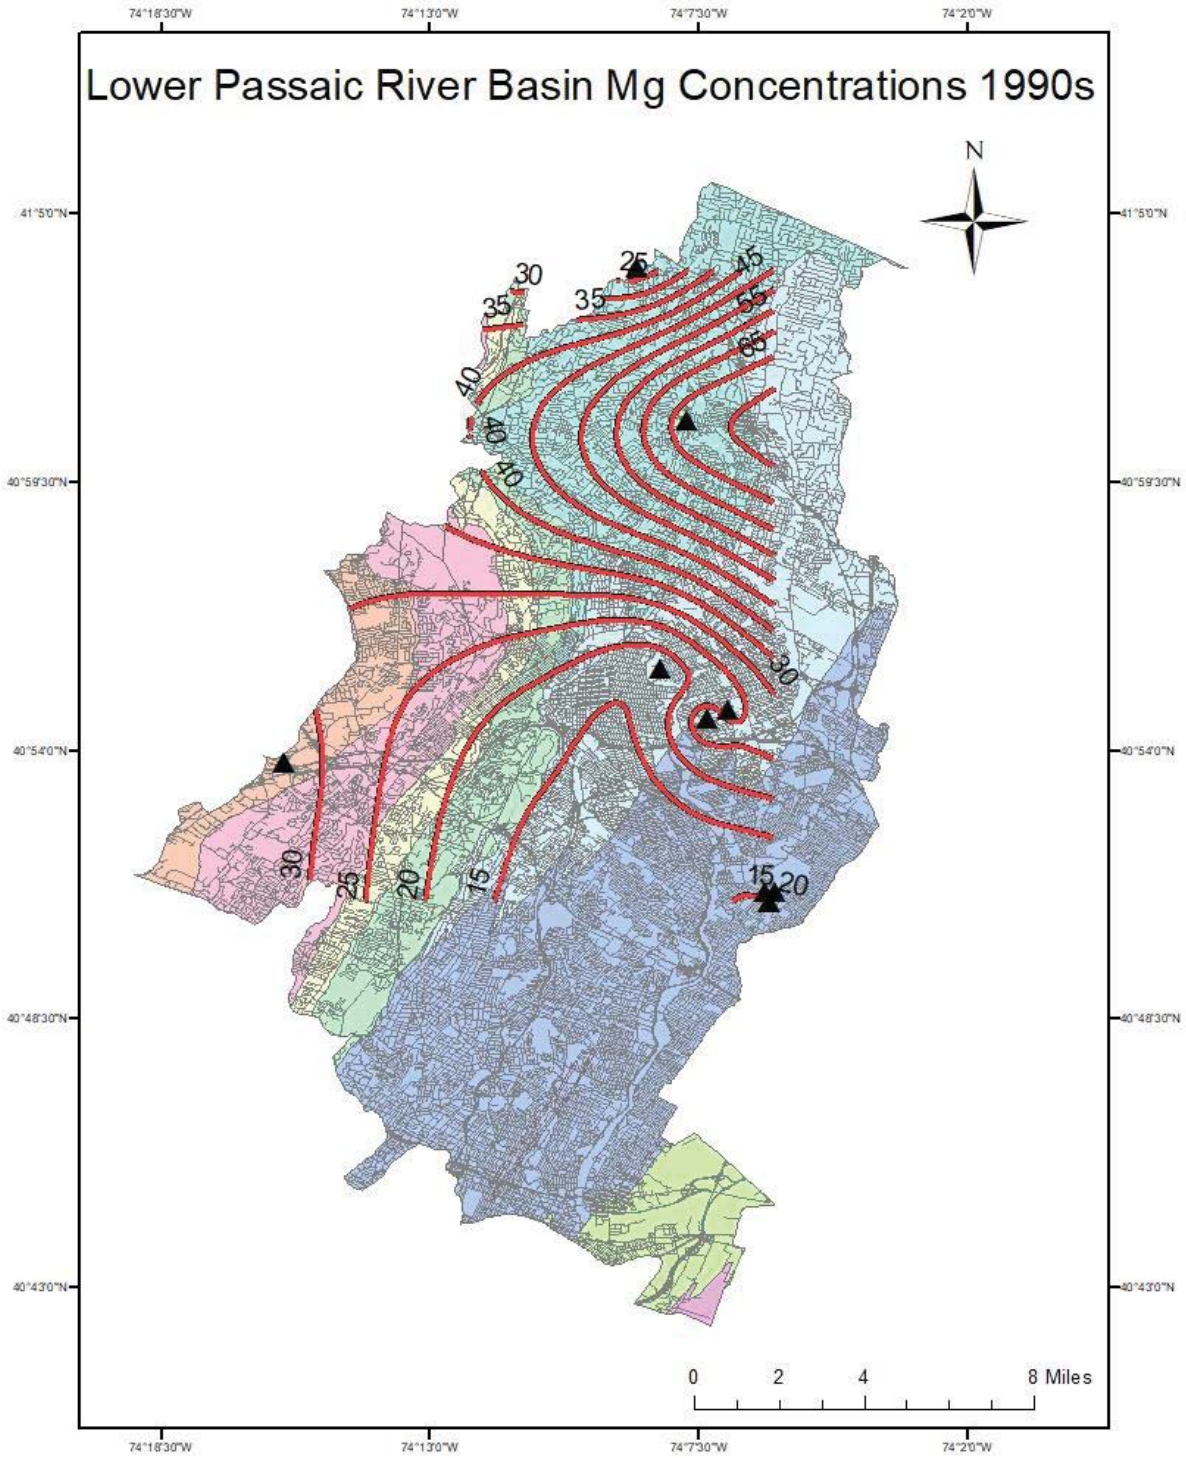 74°18'30"W 74°13'0"W 74°7'30"W 74°2'0"W
Lower Passaic River Basin Mg Concentrations 1990s
N
41°5'0"N 41°5'0"N
25 45
30
35 35 55
65
40
40
40
40°59'30"N 40°59'30"N
30
40°54'0"N 40°54'0"N
30 25 20 15 15 20
40°48'30"N 40°48'30"N
40°43'0"N 40°43'0"N
0 2 4 8 Miles
74°18'30"W 74°13'0"W 74°7'30"W 74°2'0"W